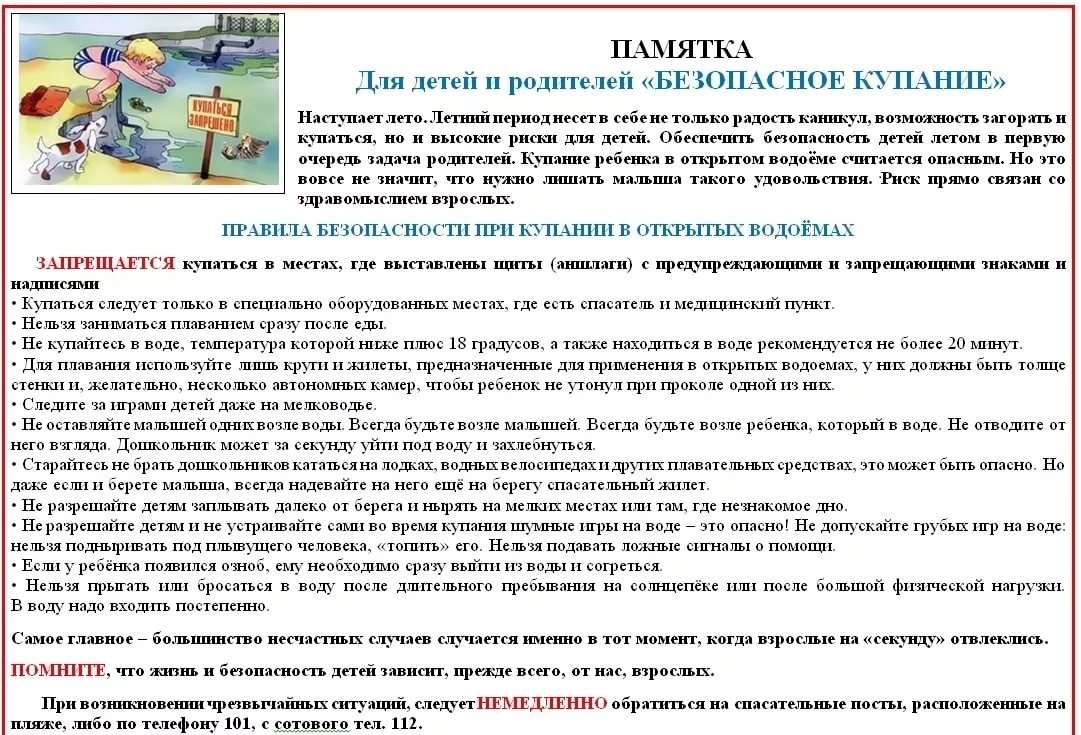 КУПАТЬСЯ
ЗАПРЕЩЕНО
ПАМЯТКА
Для детей и родителей «БЕЗОПАСНОЕ КУПАНИЕ»
Наступает лето. Летний период несет в себе не только радость каникул, возможность загорать и
купаться, но и высокие риски для детей. Обеспечить безопасность детей летом в первую
очередь задача родителей. Купание ребенка в открытом водоёме считается опасным. Но это
вовсе не значит, что нужно лишать малыша такого удовольствия. Риск прямо связан со
здравомыслием взрослых.
ПРАВИЛА БЕЗОПАСНОСТИ ПРИ КУПАНИИ В ОТКРЫТЫХ ВОДОЁМАХ
ЗАПРЕЩАЕТСЯ купаться в местах, где выставлены щиты (аншлаги) с предупреждающими и запрещающими знаками и
надписями
• Купаться следует только в специально оборудованных местах, где есть спасатель и медицинский пункт.
• Нельзя заниматься плаванием сразу после еды.
• Не купайтесь в воде, температура которой ниже плюс 18 градусов, а также находиться в воде рекомендуется не более 20 минут.
• Для плавания используйте лишь круги и жилеты, предназначенные для применения в открытых водоемах, у них должны быть толще
стенки и, желательно, несколько автономных камер, чтобы ребенок не утонул при проколе одной из них.
• Следите за играми детей даже на мелководье.
• Не оставляйте малышей одних возле воды. Всегда будьте возле малышей. Всегда будьте возле ребенка, который в воде. Не отводите от
него взгляда. Дошкольник может за секунду уйти под воду и захлебнуться.
• Старайтесь не брать дошкольников кататься на лодках, водных велосипедах и других плавательных средствах, это может быть опасно. Но
даже если и берете малыша, всегда надевайте на него ещё на берегу спасательный жилет.
• Не разрешайте детям заплывать далеко от берега и нырять на мелких местах или там, где незнакомое дно.
• Не разрешайте детям и не устраивайте сами во время купания шумные игры на воде – это опасно! Не допускайте грубых игр на воде:
нельзя подныривать под плывущего человека, «топить» его. Нельзя подавать ложные сигналы о помощи.
• Если у ребёнка появился озноб, ему необходимо сразу выйти из воды и согреться.
• Нельзя прыгать или бросаться в воду после длительного пребывания на солнцепёке или после большой физической нагрузки.
В воду надо входить постепенно.
Самое главное – большинство несчастных случаев случается именно в тот момент, когда взрослые на «секунду» отвлеклись.
ПОМНИТЕ, что жизнь и безопасность детей зависит, прежде всего, от нас, взрослых.
При возникновении чрезвычайных ситуаций, следует НЕМЕДЛЕННО обратиться на спасательные посты, расположенные на
пляже, либо по телефону 101, с сотового тел. 112.